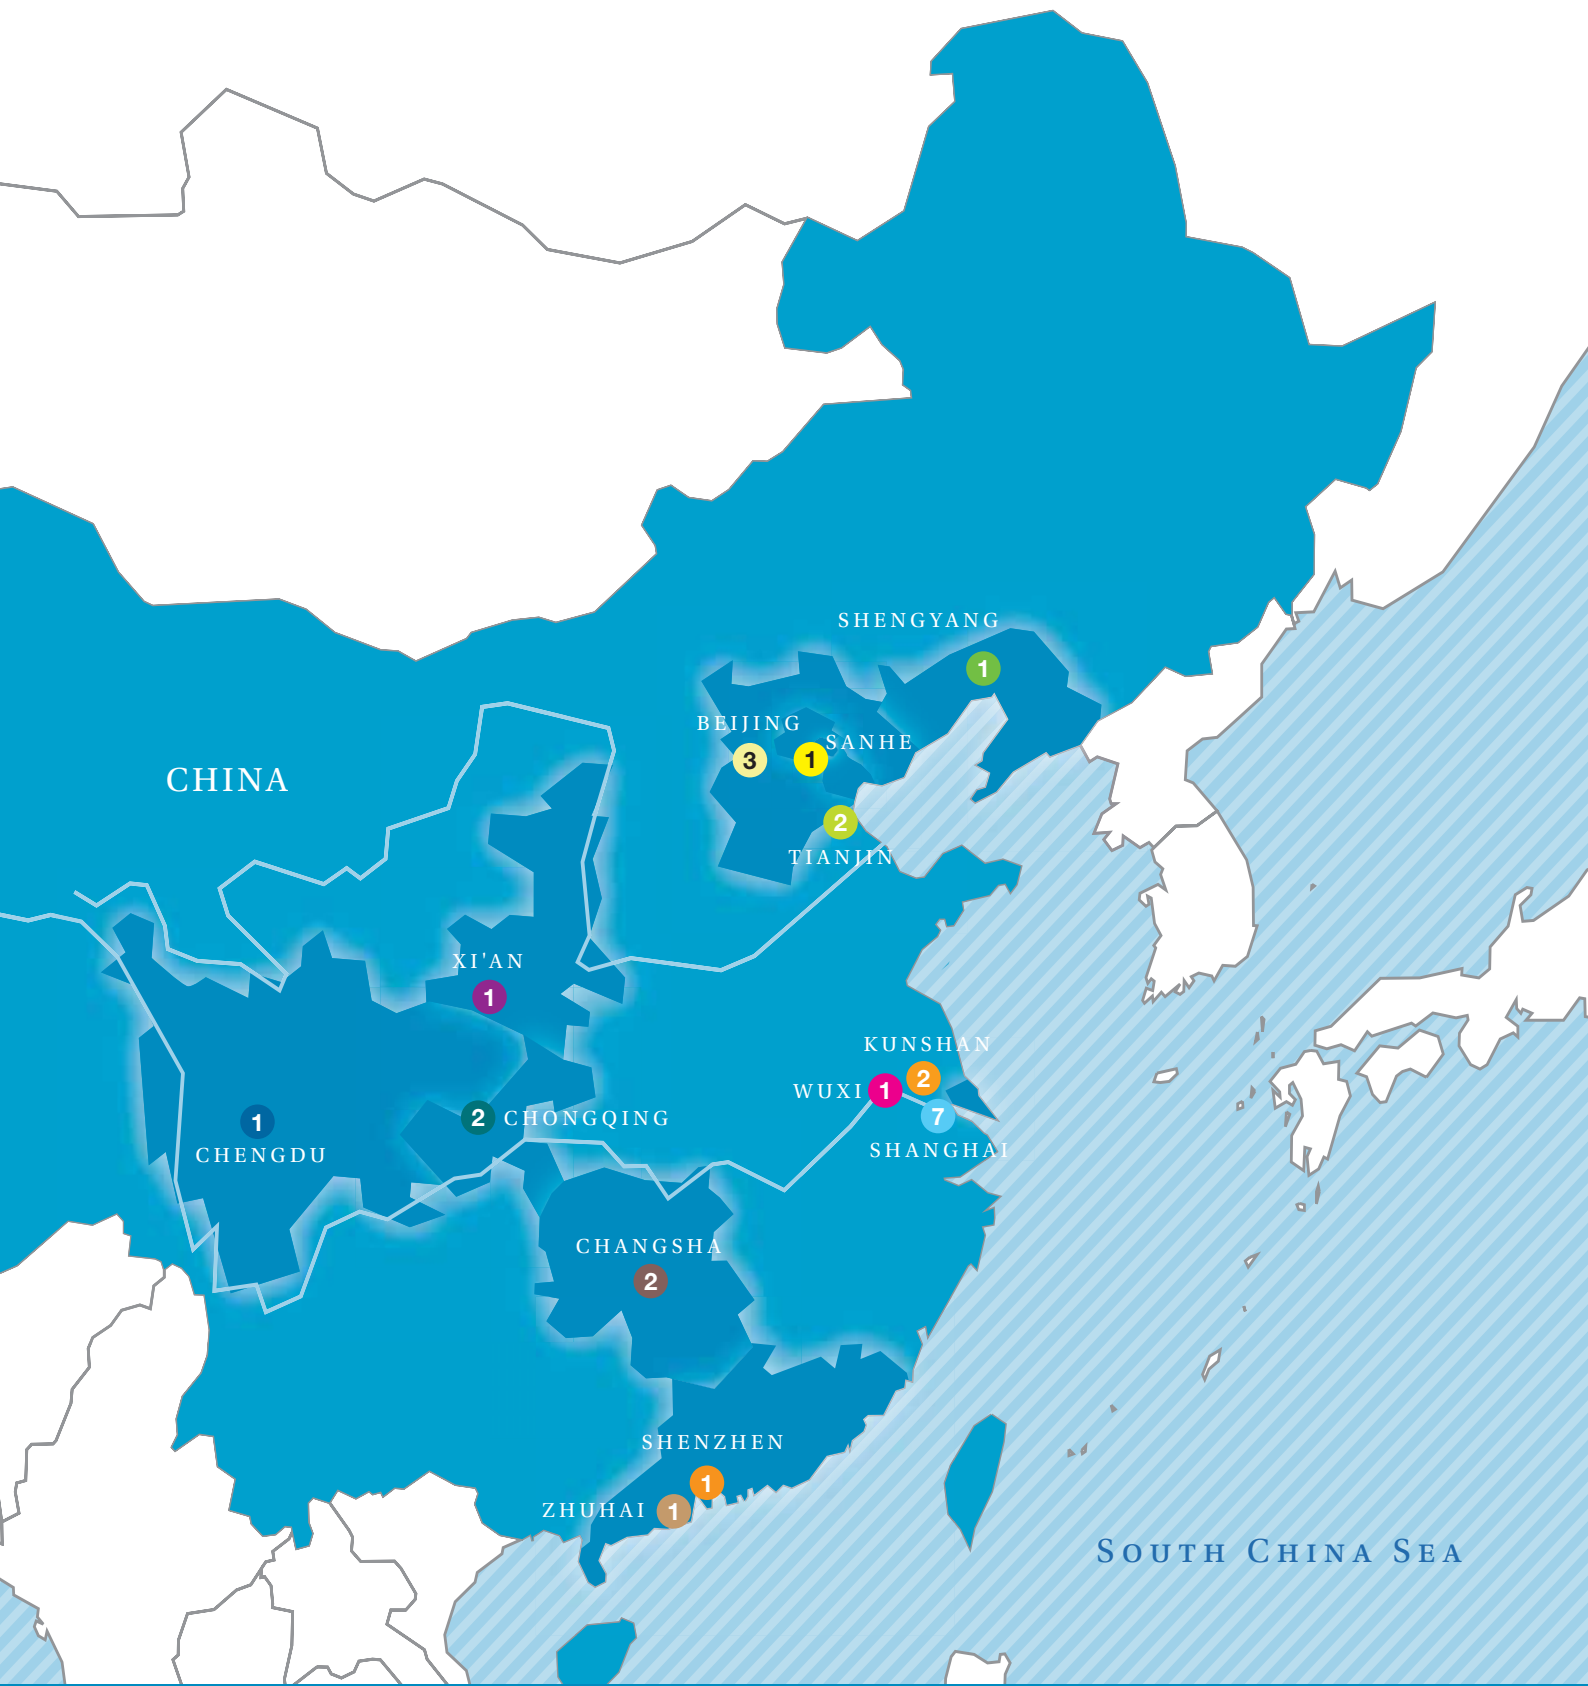 SHENGYANG
1
BEIJING
SANHE
3
1
CHINA
2
TIANJIN
XI'AN
1
KUNSHAN
2
WUXI
1
7
SHANGHAI
1
CHENGDU
2
CHONGQING
CHANGSHA
2
SHENZHEN
1
ZHUHAI
1
SOUTH CHINA SEA